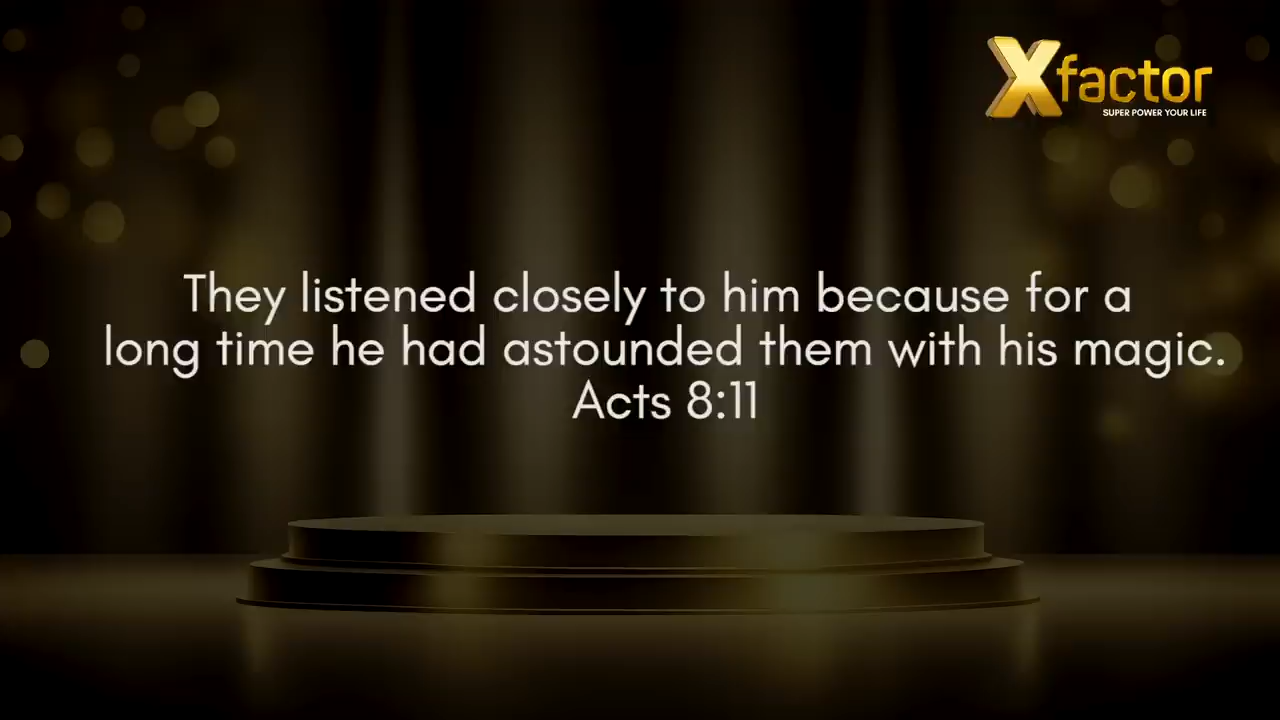 Xfactor
SUPER POWER YOUR LIFE
They listened closely to him because for a
long time he had astounded them with his magic.
Acts 8:11